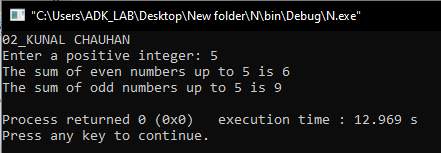 "C:\Users\ADK_LAB\Desktop\New folder\N\bin\Debug\N.exe"
02_KUNAL CHAUHAN
Enter a positive integer: 5
The sum of even numbers up to 5 is 6
The sum of odd numbers up to 5 is 9
Process returned 0 (0x0)   execution time : 12.969 s
Press any key to continue.